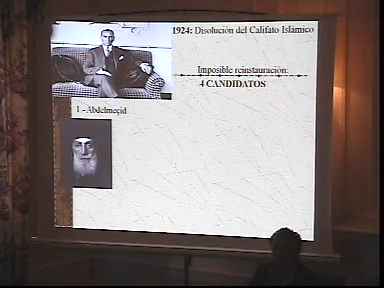 1924: Disolución del Califato Islámico
Imposible reinstauración:
4 CANDIDATOS
1.- Abdelmeçid